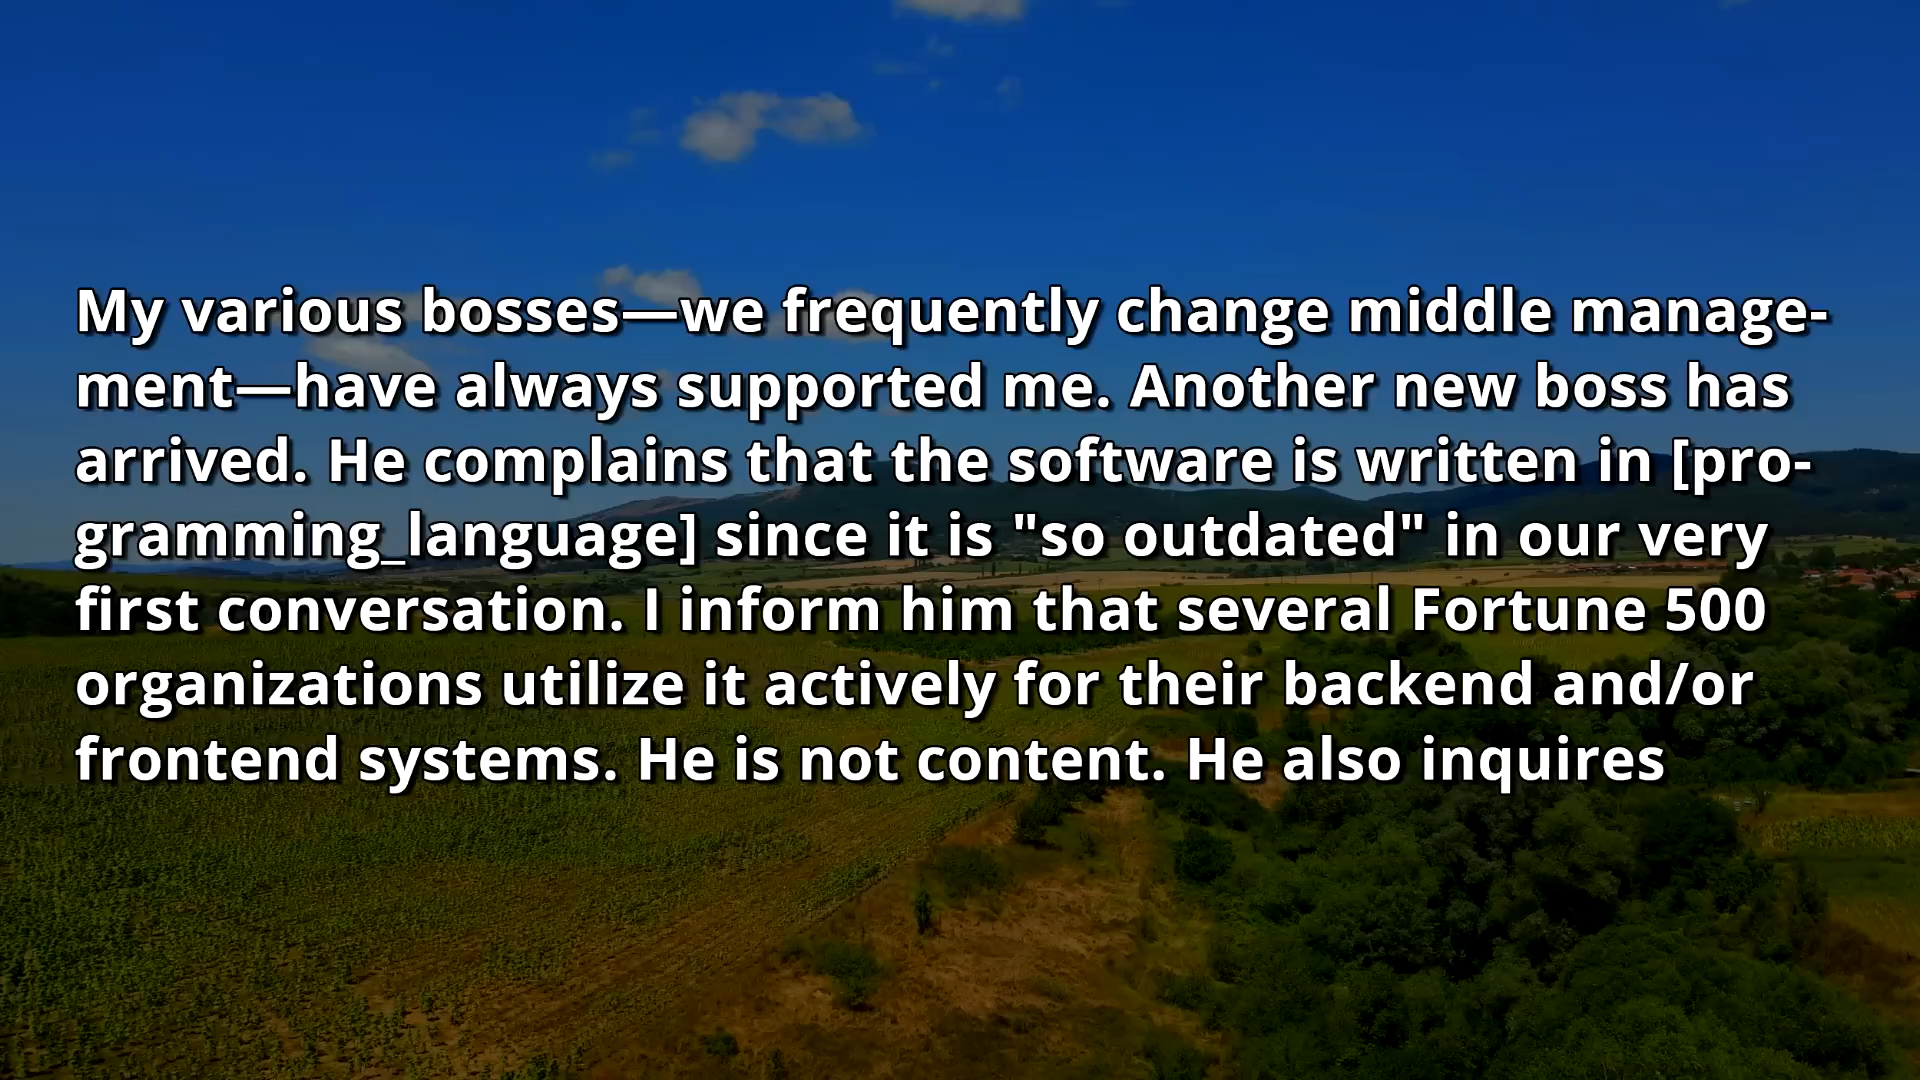 My various bosses—we frequently change middle manage-
ment—have always supported me. Another new boss has
arrived. He complains that the software is written in [pro-
gramming_language] since it is "so outdated" in our very
first conversation. I inform him that several Fortune 500
organizations utilize it actively for their backend and/or
frontend systems. He is not content. He also inquires